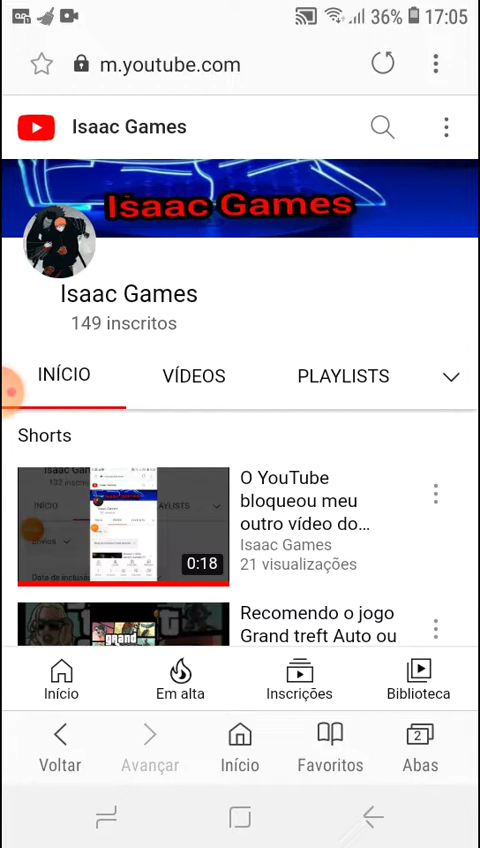 36% 17:05
m.youtube.com
Isaac Games
Isaac Games
Isaac Games
149 inscritos
INÍCIO VÍDEOS PLAYLISTS
Shorts
0:18
O YouTube
bloqueou meu
outro vídeo do...
Isaac Games
21 visualizações
Recomendo o jogo
Grand treft Auto ou
Início Em alta Inscrições Biblioteca
2
Voltar Avançar Início Favoritos Abas